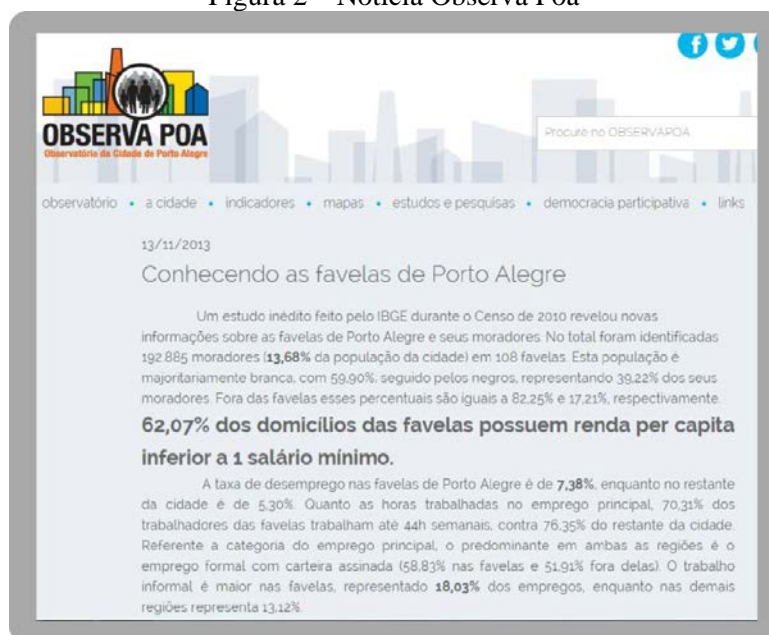 Figura 2 – Notícia Observa Poa
OBSERVA POA
Observatório da Cidade de Porto Alegre
Procure no OBSERVAPOA
observatório • a cidade • indicadores • mapas • estudos e pesquisas • democracia participativa • links
13/11/2013
Conhecendo as favelas de Porto Alegre
Um estudo inédito feito pelo IBGE durante o Censo de 2010 revelou novas
informações sobre as favelas de Porto Alegre e seus moradores. No total foram identificadas
192.885 moradores (13,68% da população da cidade) em 108 favelas. Esta população é
majoritariamente branca, com 59,90%, seguido pelos negros, representando 39,22% dos seus
moradores. Fora das favelas esses percentuais são iguais a 82,25% e 17,21%, respectivamente.
62,07% dos domicílios das favelas possuem renda per capita
inferior a 1 salário mínimo.
A taxa de desemprego nas favelas de Porto Alegre é de 7,38%, enquanto no restante
da cidade é de 5,30%. Quanto as horas trabalhadas no emprego principal, 70,31% dos
trabalhadores das favelas trabalham até 44h semanais, contra 76,35% do restante da cidade.
Referente a categoria do emprego principal, o predominante em ambas as regiões é o
emprego formal com carteira assinada (58,83% nas favelas e 51,91% fora delas). O trabalho
informal é maior nas favelas, representado 18,03% dos empregos, enquanto nas demais
regiões representa 13,12%.